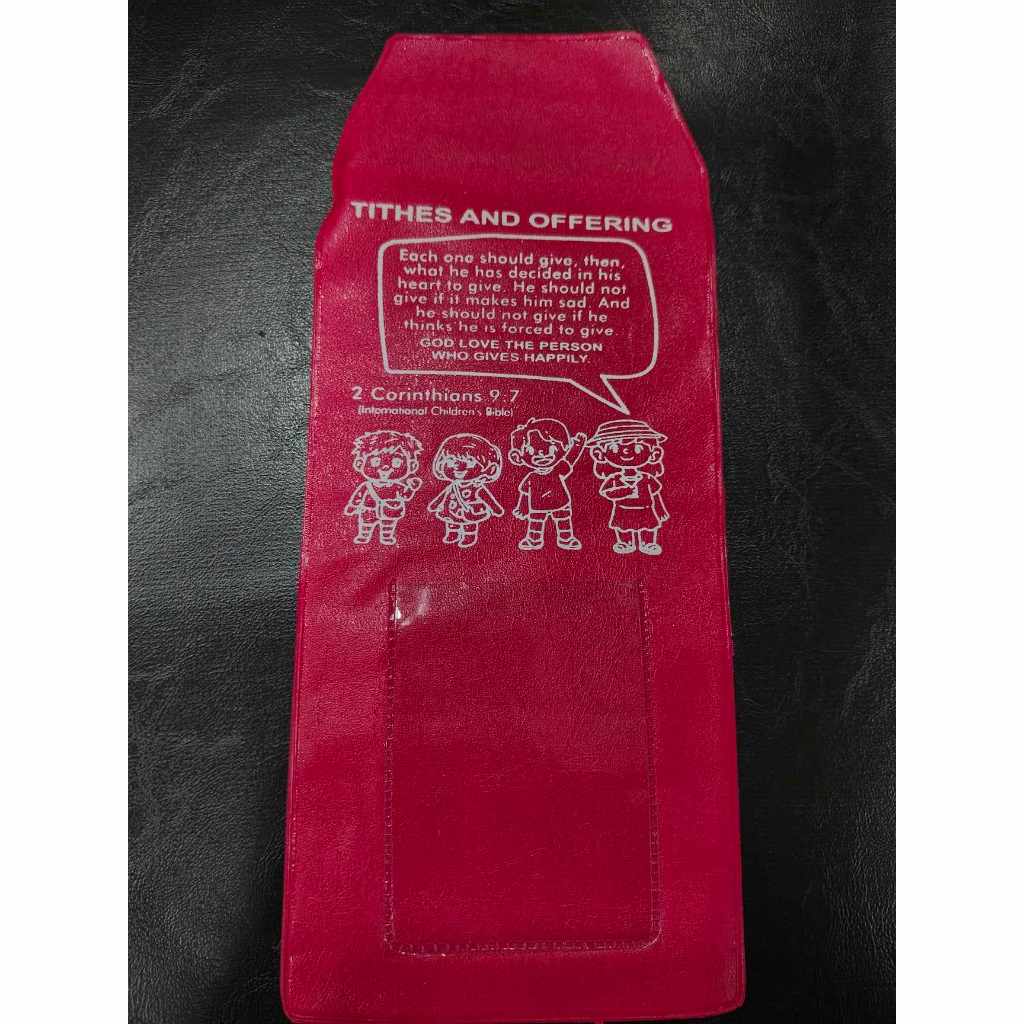 TITHES AND OFFERING
Each one should give, then,
what he has decided in his
heart to give. He should not
give if it makes him sad. And
he should not give if he
thinks he is forced to give.
GOD LOVE THE PERSON
WHO GIVES HAPPILY.
2 Corinthians 9:7
(International Children's Bible)